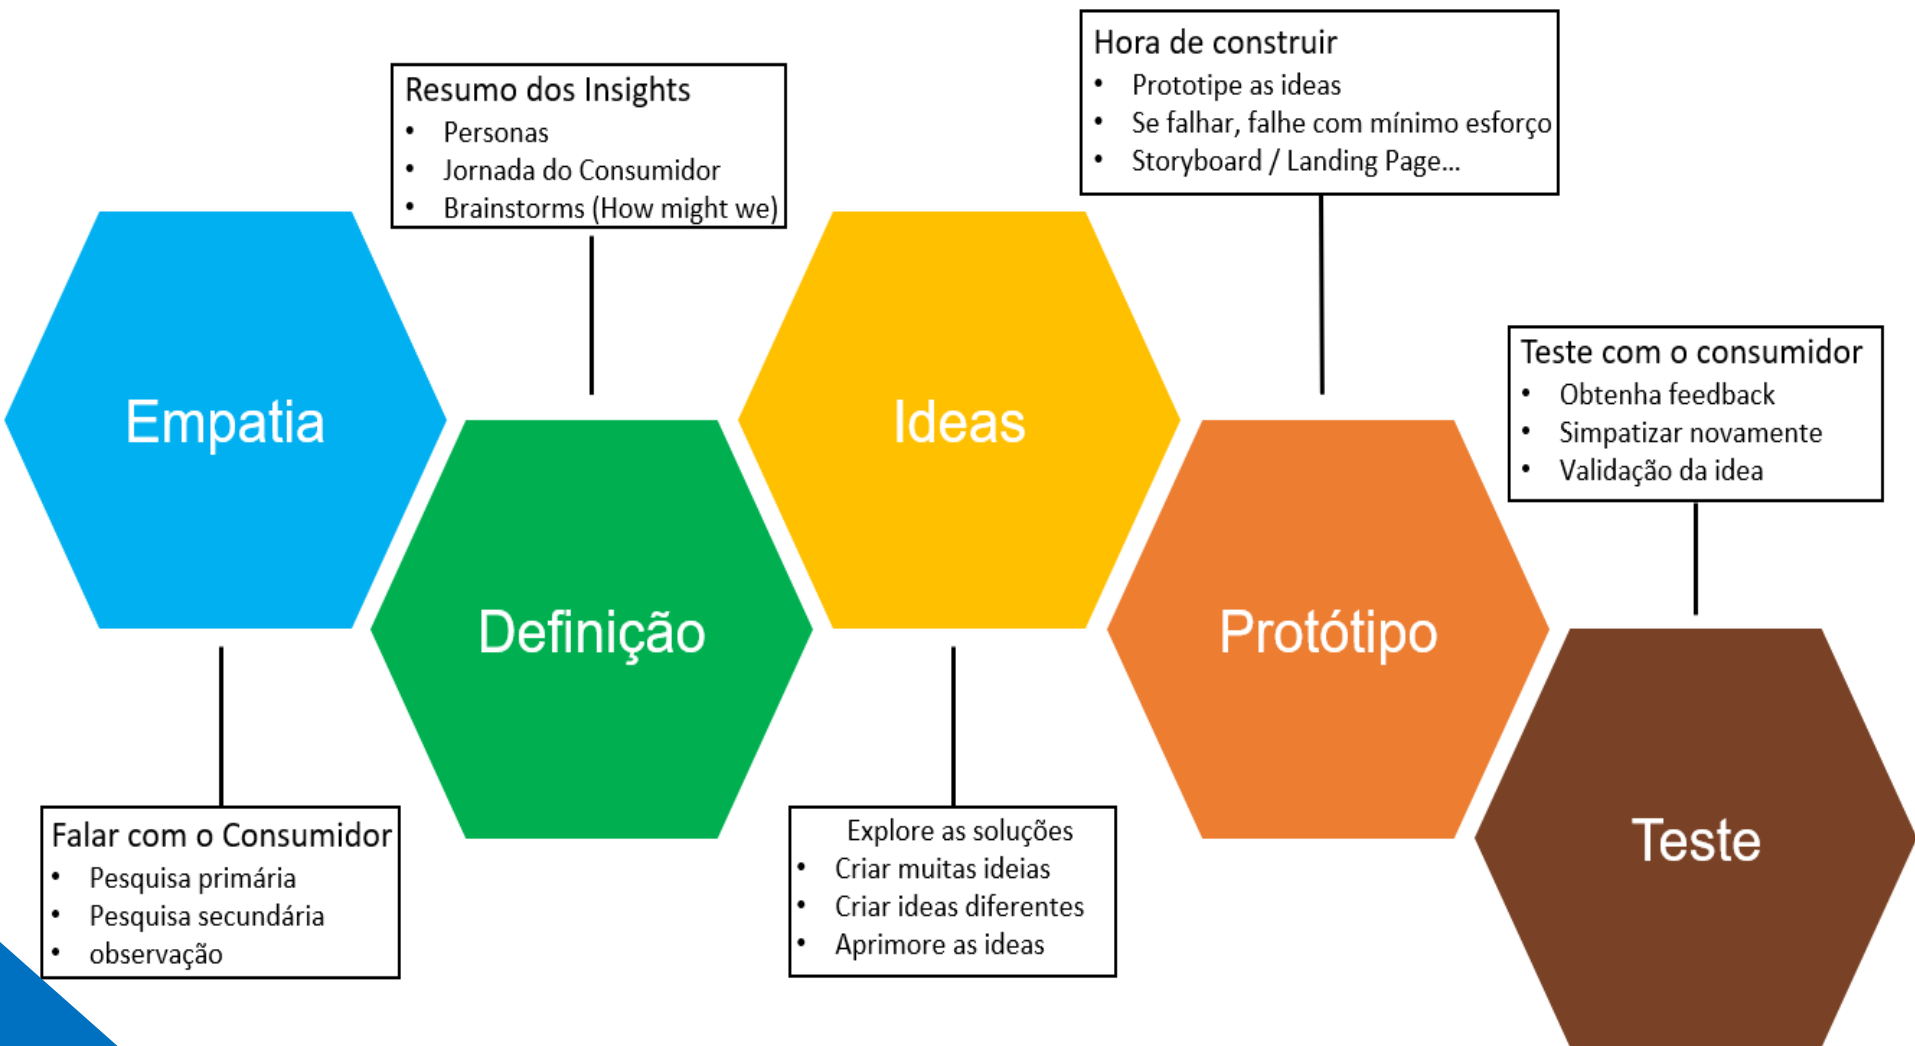 Empatia
Falar com o Consumidor
• Pesquisa primária
• Pesquisa secundária
• observação
Resumo dos Insights
• Personas
• Jornada do Consumidor
• Brainstorms (How might we)
Definição
Ideas
Explore as soluções
• Criar muitas ideias
• Criar ideas diferentes
• Aprimore as ideas
Hora de construir
• Prototipe as ideas
• Se falhar, falhe com mínimo esforço
• Storyboard / Landing Page...
Protótipo
Teste com o consumidor
• Obtenha feedback
• Simpatizar novamente
• Validação da idea
Teste